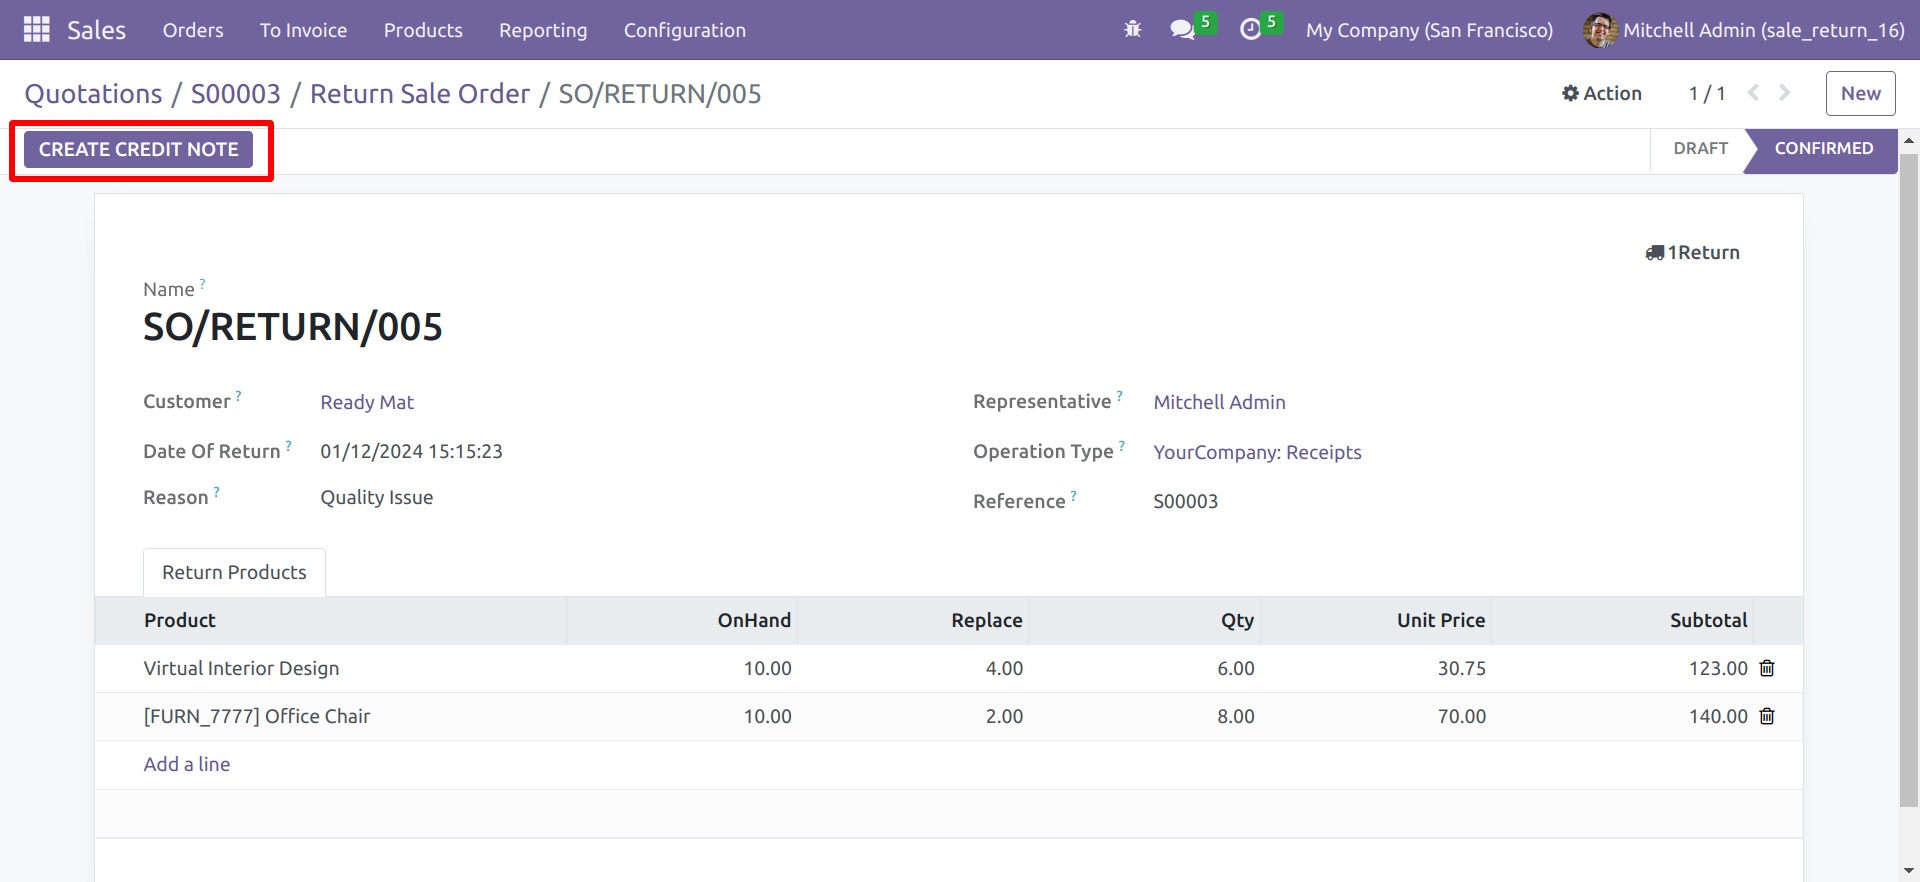 Sales Orders To Invoice Products Reporting Configuration 5 5 My Company (San Francisco) Mitchell Admin (sale_return_16)
Quotations / S00003 / Return Sale Order / SO/RETURN/005 Action 1 / 1 New
CREATE CREDIT NOTE DRAFT CONFIRMED
1Return
Name ?
SO/RETURN/005
Customer ? Ready Mat Representative ? Mitchell Admin
Date Of Return ? 01/12/2024 15:15:23 Operation Type ? YourCompany: Receipts
Reason ? Quality Issue Reference ? S00003
Return Products
Product OnHand Replace Qty Unit Price Subtotal
Virtual Interior Design 10.00 4.00 6.00 30.75 123.00
[FURN_7777] Office Chair 10.00 2.00 8.00 70.00 140.00
Add a line